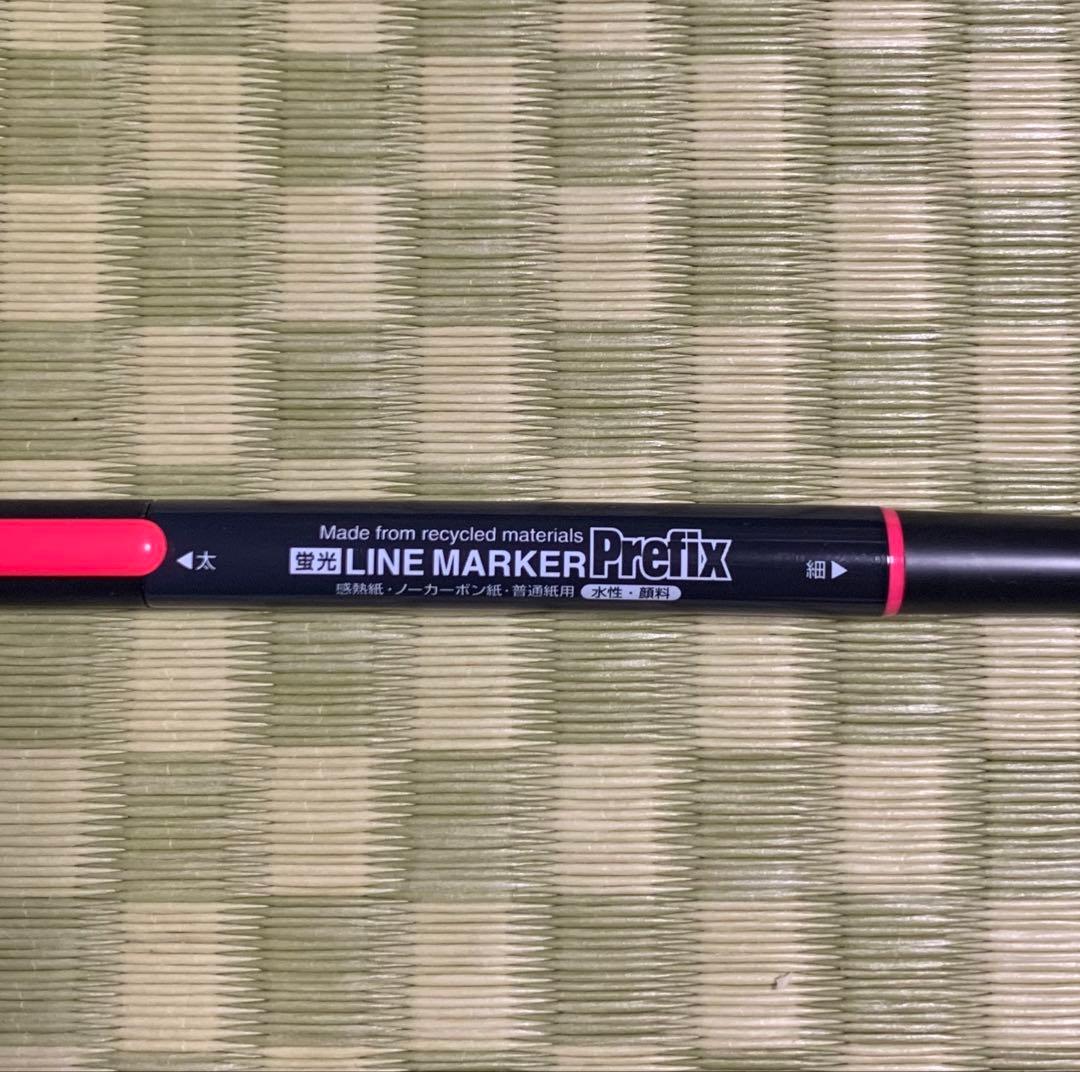 Made from recycled materials
◀太 蛍光 LINE MARKER Prefix 細▶
感熱紙・ノーカーボン紙・普通紙用 水性・顔料